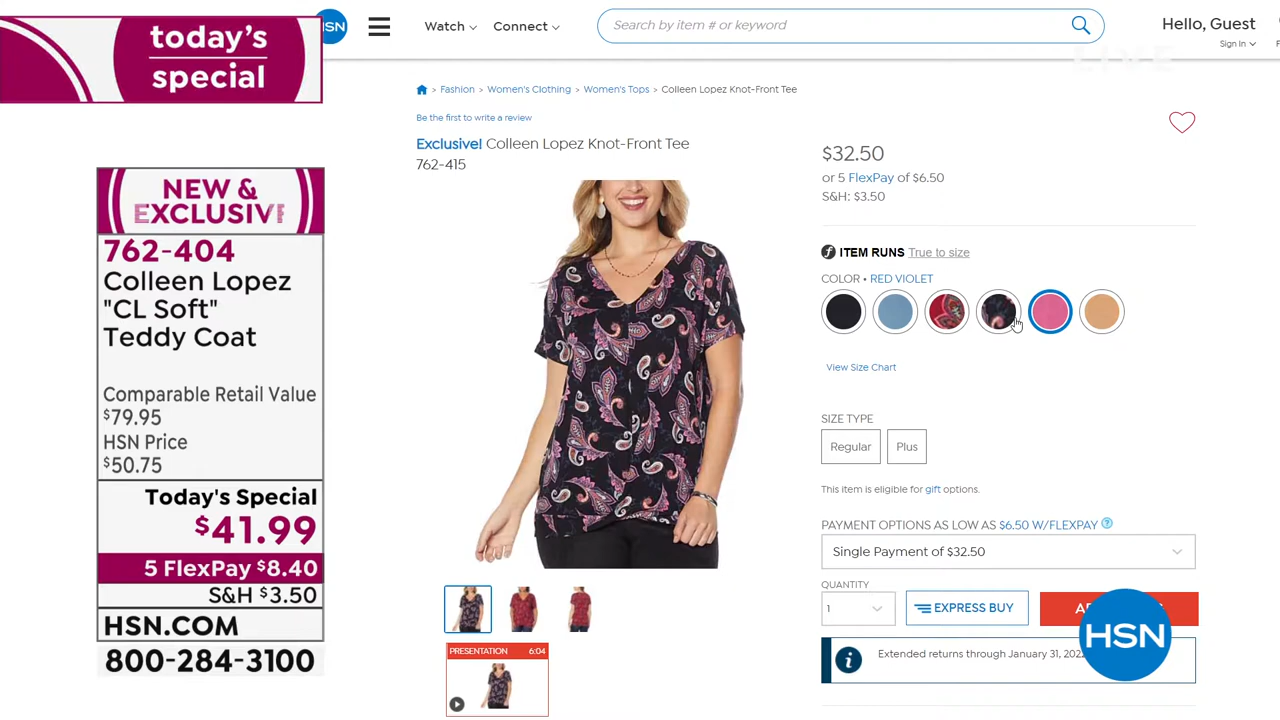 today's
special
HSN
Watch
Connect
Search by item # or keyword
Hello, Guest
Sign In
LIVE
> Fashion > Women's Clothing > Women's Tops > Colleen Lopez Knot-Front Tee
Be the first to write a review
Exclusive! Colleen Lopez Knot-Front Tee
762-415
NEW &
EXCLUSIVE
762-404
Colleen Lopez
"CL Soft"
Teddy Coat
Comparable Retail Value
$79.95
HSN Price
$50.75
Today's Special
$41.99
5 FlexPay $8.40
S&H $3.50
HSN.COM
800-284-3100
PRESENTATION 6:04
$32.50
or 5 FlexPay of $6.50
S&H: $3.50
ITEM RUNS True to size
COLOR • RED VIOLET
View Size Chart
SIZE TYPE
Regular
Plus
This item is eligible for gift options.
PAYMENT OPTIONS AS LOW AS $6.50 W/FLEXPAY ?
Single Payment of $32.50
QUANTITY
1
EXPRESS BUY
HSN
i
Extended returns through January 31,